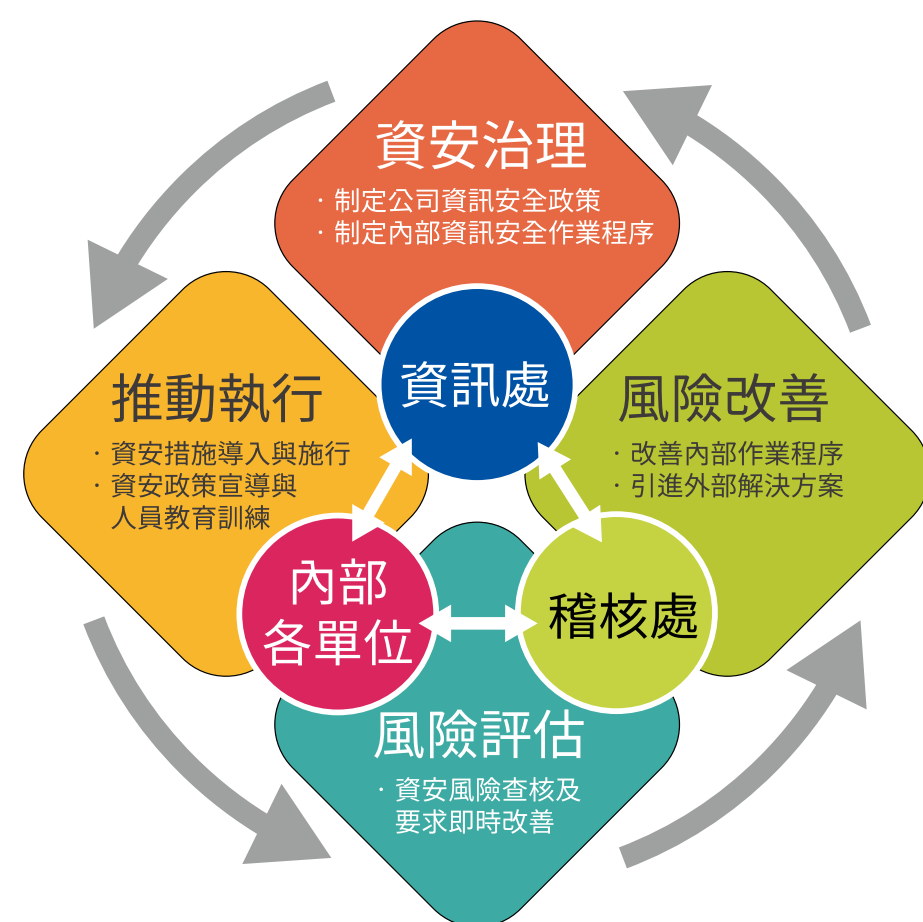 資安治理
· 制定公司資訊安全政策
· 制定內部資訊安全作業程序
資訊處
推動執行
· 資安措施導入與施行
· 資安政策宣導與
人員教育訓練
風險改善
· 改善內部作業程序
· 引進外部解決方案
內部
各單位
稽核處
風險評估
· 資安風險查核及
要求即時改善